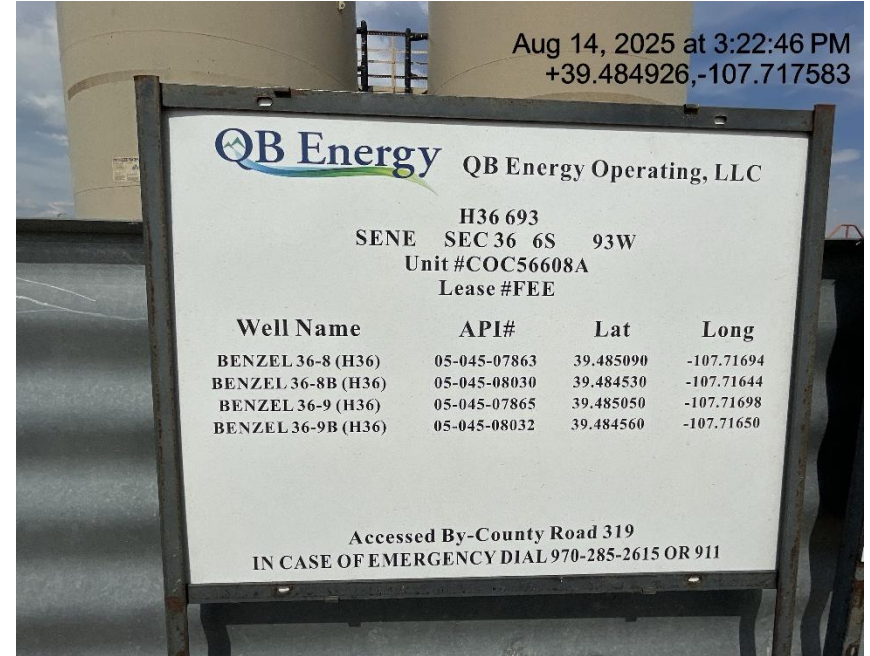 Aug 14, 2025 at 3:22:46 PM
+39.484926,-107.717583
QB Energy QB Energy Operating, LLC
H36 693
SENE SEC 36 6S 93W
Unit #COC56608A
Lease #FEE
Well Name API# Lat Long
BENZEL 36-8 (H36) 05-045-07863 39.485090 -107.71694
BENZEL 36-8B (H36) 05-045-08030 39.484530 -107.71644
BENZEL 36-9 (H36) 05-045-07865 39.485050 -107.71698
BENZEL 36-9B (H36) 05-045-08032 39.484560 -107.71650
Accessed By-County Road 319
IN CASE OF EMERGENCY DIAL 970-285-2615 OR 911